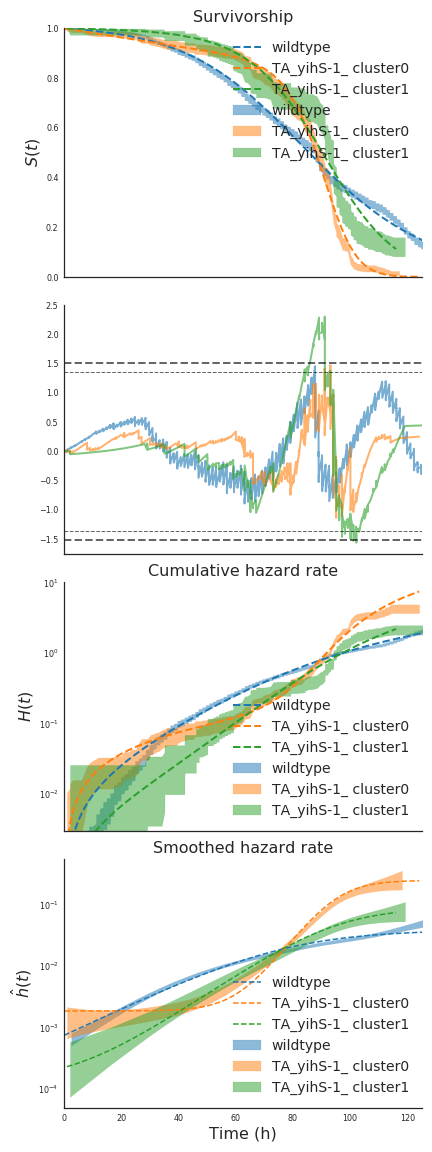 Survivorship
1.0
0.8
0.6
0.4
0.2
0.0
S(t)
wildtype
TA_yihS-1_ cluster0
TA_yihS-1_ cluster1
wildtype
TA_yihS-1_ cluster0
TA_yihS-1_ cluster1
2.5
2.0
1.5
1.0
0.5
0.0
−0.5
−1.0
−1.5
Cumulative hazard rate
10¹
10⁰
10⁻¹
10⁻²
H(t)
wildtype
TA_yihS-1_ cluster0
TA_yihS-1_ cluster1
wildtype
TA_yihS-1_ cluster0
TA_yihS-1_ cluster1
Smoothed hazard rate
10⁻¹
10⁻²
10⁻³
10⁻⁴
ĥ(t)
wildtype
TA_yihS-1_ cluster0
TA_yihS-1_ cluster1
wildtype
TA_yihS-1_ cluster0
TA_yihS-1_ cluster1
0 20 40 60 80 100 120
Time (h)